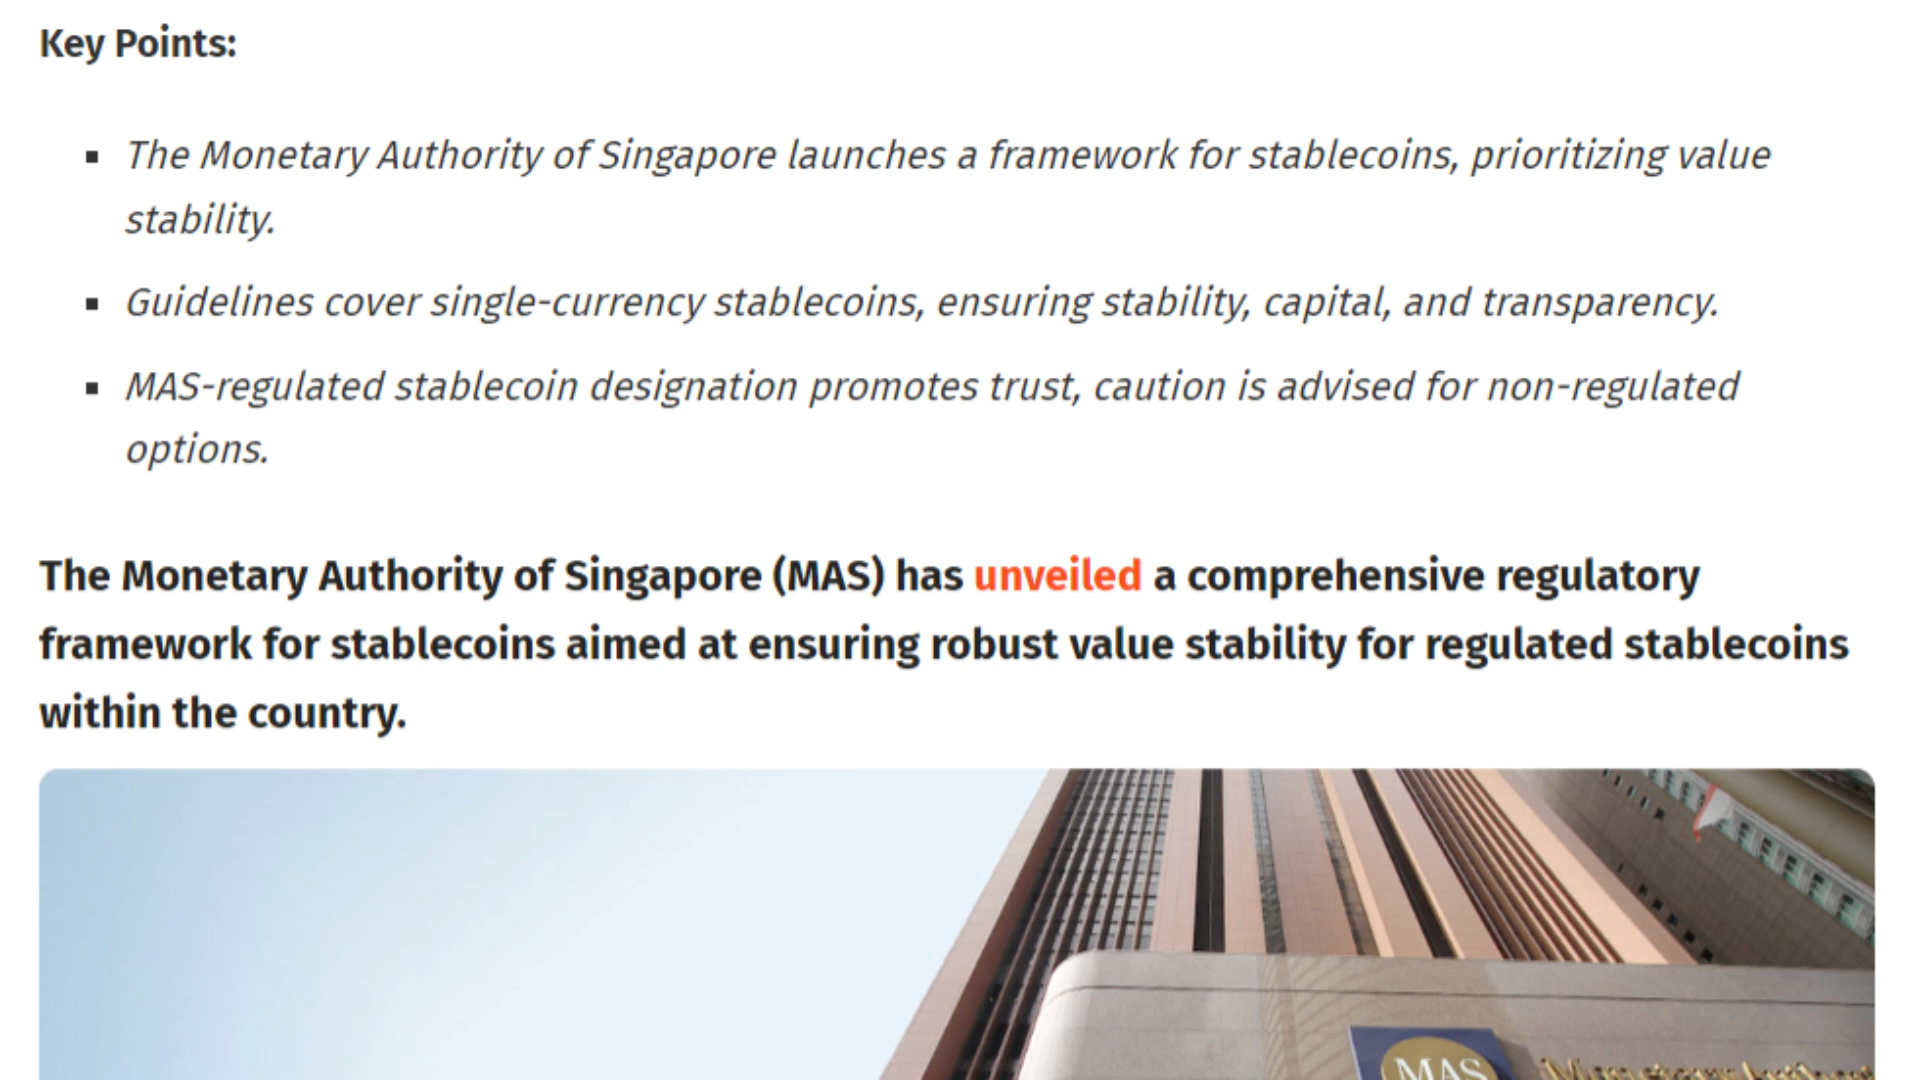 Key Points:
The Monetary Authority of Singapore launches a framework for stablecoins, prioritizing value
stability.
Guidelines cover single-currency stablecoins, ensuring stability, capital, and transparency.
MAS-regulated stablecoin designation promotes trust, caution is advised for non-regulated
options.
The Monetary Authority of Singapore (MAS) has unveiled a comprehensive regulatory
framework for stablecoins aimed at ensuring robust value stability for regulated stablecoins
within the country.
MAS